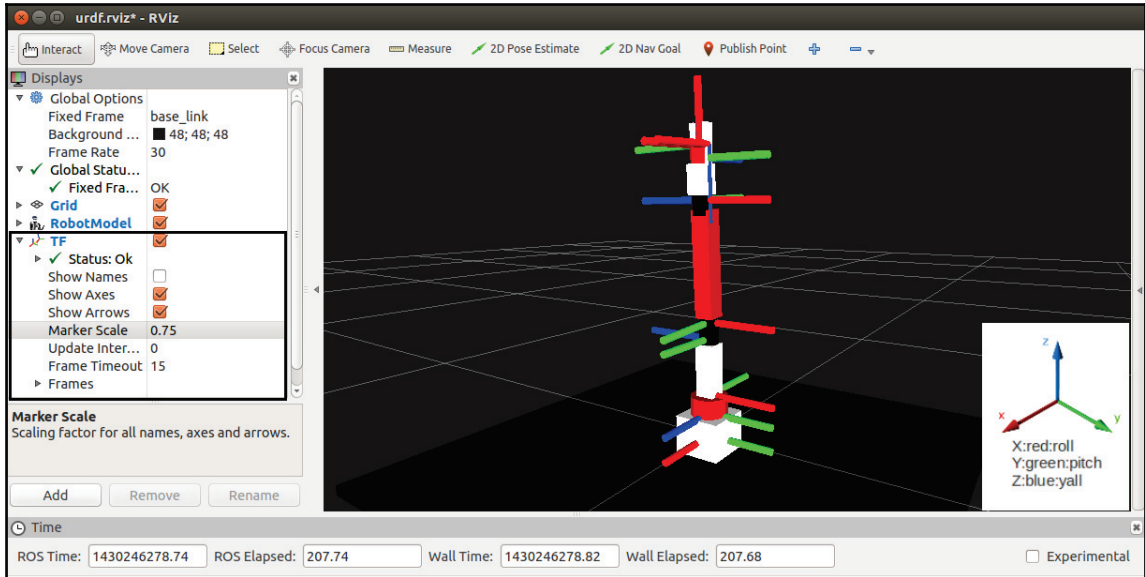 urdf.rviz* - RViz
Interact Move Camera Select Focus Camera Measure 2D Pose Estimate 2D Nav Goal Publish Point
Displays
Global Options
Fixed Frame base_link
Background ... 48; 48; 48
Frame Rate 30
Global Statu...
Fixed Fra... OK
Grid
RobotModel
TF
Status: Ok
Show Names
Show Axes
Show Arrows
Marker Scale 0.75
Update Inter... 0
Frame Timeout 15
Frames
Marker Scale
Scaling factor for all names, axes and arrows.
Add Remove Rename
z
x y
X:red:roll
Y:green:pitch
Z:blue:yall
Time
ROS Time: 1430246278.74 ROS Elapsed: 207.74 Wall Time: 1430246278.82 Wall Elapsed: 207.68 Experimental